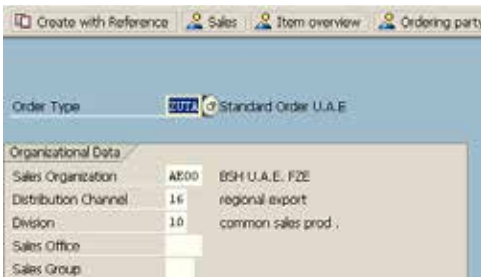 Create with Reference Sales Item overview Ordering party
Order Type ZUTA Standard Order U.A.E
Organizational Data
Sales Organization AE00 BSH U.A.E. FZE
Distribution Channel 16 regional export
Division 10 common sales prod .
Sales Office
Sales Group